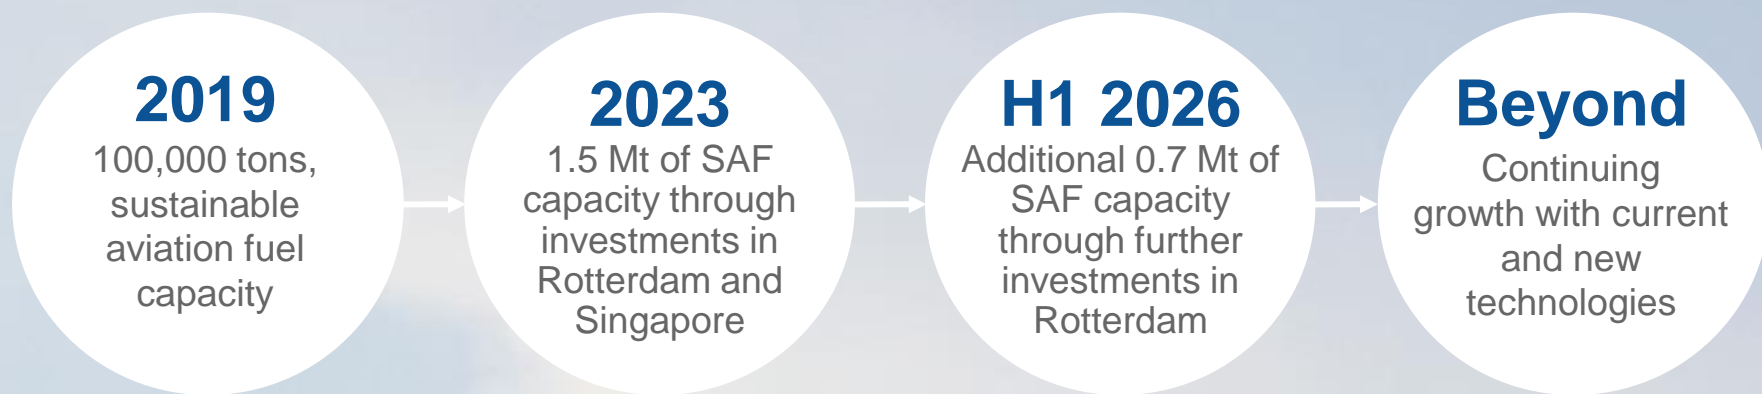 2019
100,000 tons,
sustainable
aviation fuel
capacity
2023
1.5 Mt of SAF
capacity through
investments in
Rotterdam and
Singapore
H1 2026
Additional 0.7 Mt of
SAF capacity
through further
investments in
Rotterdam
Beyond
Continuing
growth with current
and new
technologies